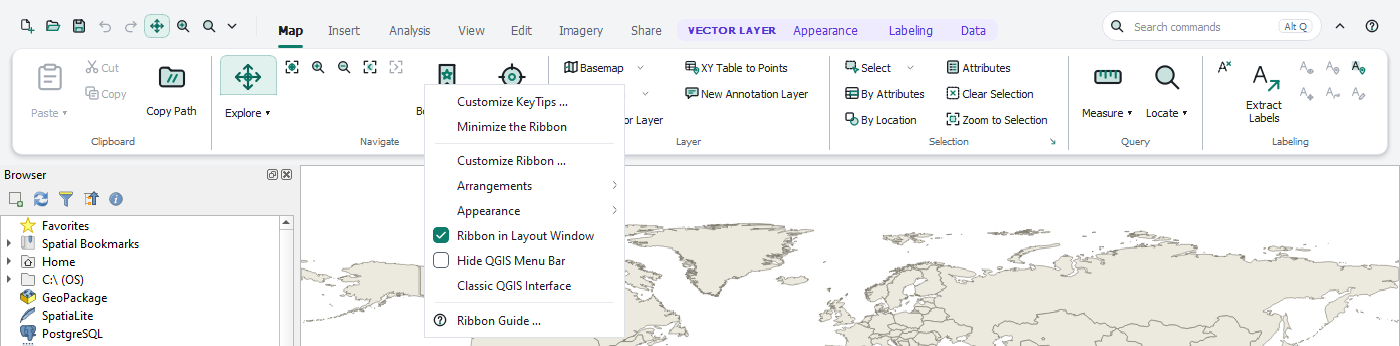 Map Insert Analysis View Edit Imagery Share VECTOR LAYER Appearance Labeling Data
Search commands Alt Q
Paste
Cut
Copy
Copy Path
Clipboard
Explore
Navigate
Basemap
XY Table to Points
New Annotation Layer
Layer
Layer
Select
By Attributes
By Location
Attributes
Clear Selection
Zoom to Selection
Selection
Measure
Locate
Query
Extract
Labels
Labeling
Customize KeyTips ...
Minimize the Ribbon
Customize Ribbon ...
Arrangements
Appearance
Ribbon in Layout Window
Hide QGIS Menu Bar
Classic QGIS Interface
Ribbon Guide ...
Browser
Favorites
Spatial Bookmarks
Home
C:\ (OS)
GeoPackage
SpatiaLite
PostgreSQL